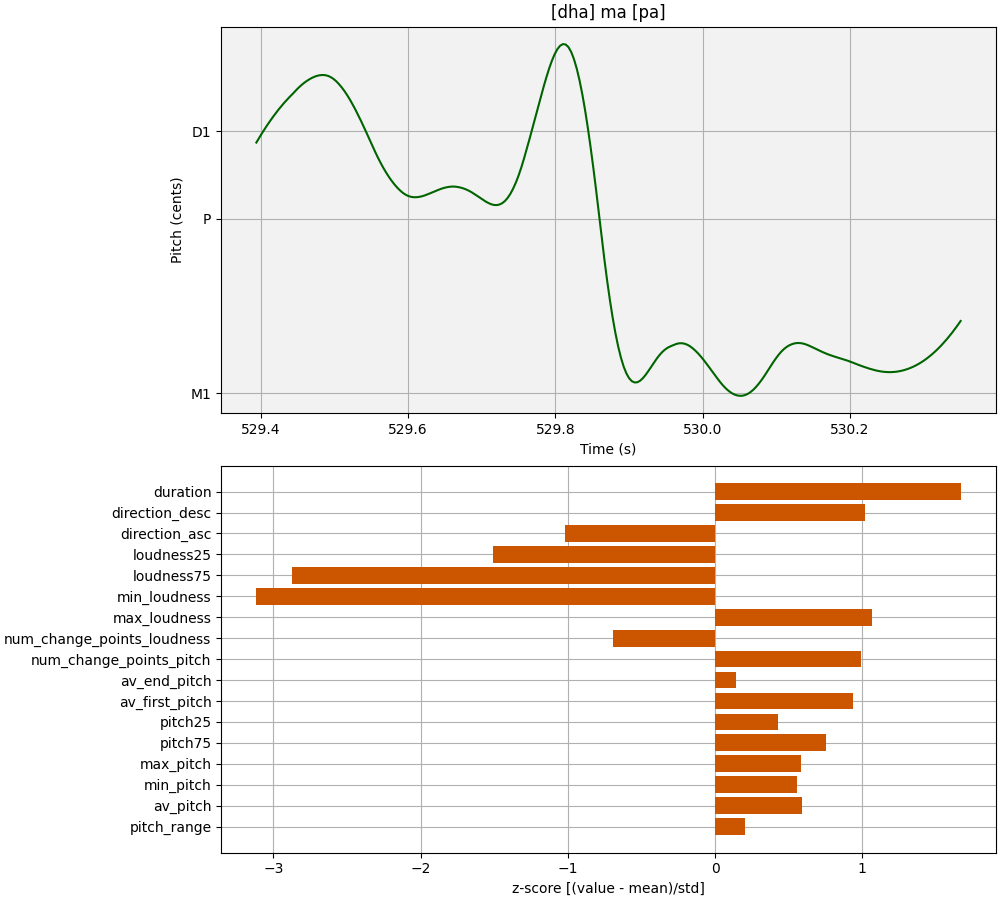 [dha] ma [pa]
Pitch (cents)
D1
P
M1
529.4 529.6 529.8 530.0 530.2
Time (s)
duration
direction_desc
direction_asc
loudness25
loudness75
min_loudness
max_loudness
num_change_points_loudness
num_change_points_pitch
av_end_pitch
av_first_pitch
pitch25
pitch75
max_pitch
min_pitch
av_pitch
pitch_range
−3 −2 −1 0 1
z-score [(value - mean)/std]